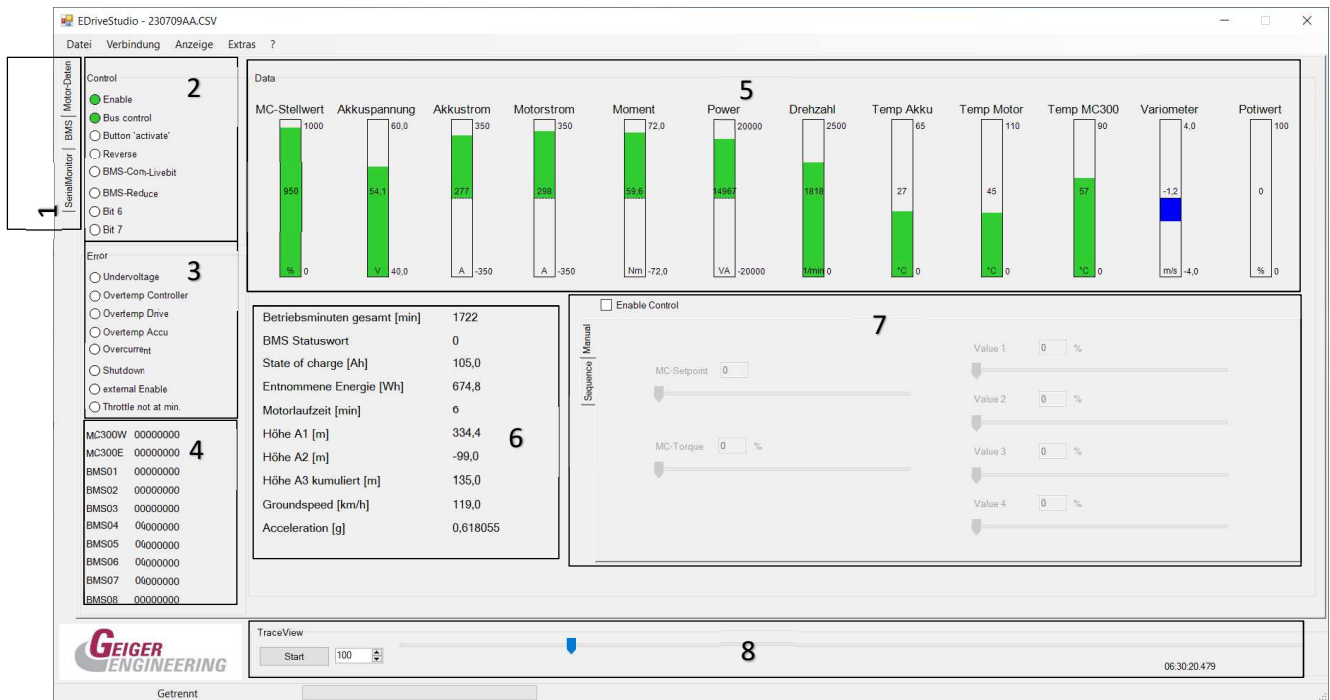 EDriveStudio - 230709AA.CSV
Datei Verbindung Anzeige Extras ?
1
Motor-Daten
BMS
SerialMonitor
2
Control
Enable
Bus control
Button 'activate'
Reverse
BMS-Com-Livebit
BMS-Reduce
Bit 6
Bit 7
3
Error
Undervoltage
Overtemp Controller
Overtemp Drive
Overtemp Accu
Overcurrent
Shutdown
external Enable
Throttle not at min.
4
MC300W 00000000
MC300E 00000000
BMS01 00000000
BMS02 00000000
BMS03 00000000
BMS04 00000000
BMS05 00000000
BMS06 00000000
BMS07 00000000
BMS08 00000000
5
Data
MC-Stellwert Akkuspannung Akkustrom Motorstrom Moment Power Drehzahl Temp Akku Temp Motor Temp MC300 Variometer Potiwert
1000 60,0 350 350 72,0 20000 2500 65 110 90 4,0 100
950 54,1 277 298 59,6 14967 1818 27 45 57 -1,2 0
% 0 V 40,0 A -350 A -350 Nm -72,0 VA -20000 1/min 0 °C 0 °C 0 °C 0 m/s -4,0 % 0
6
Betriebsminuten gesamt [min] 1722
BMS Statuswort 0
State of charge [Ah] 105,0
Entnommene Energie [Wh] 674,8
Motorlaufzeit [min] 6
Höhe A1 [m] 334,4
Höhe A2 [m] -99,0
Höhe A3 kumuliert [m] 135,0
Groundspeed [km/h] 119,0
Acceleration [g] 0,618055
7
Enable Control
Manual
Sequence
MC-Setpoint 0
MC-Torque 0 %
Value 1 0 %
Value 2 0 %
Value 3 0 %
Value 4 0 %
GEIGER
ENGINEERING
8
TraceView
Start 100
06:30:20.479
Getrennt